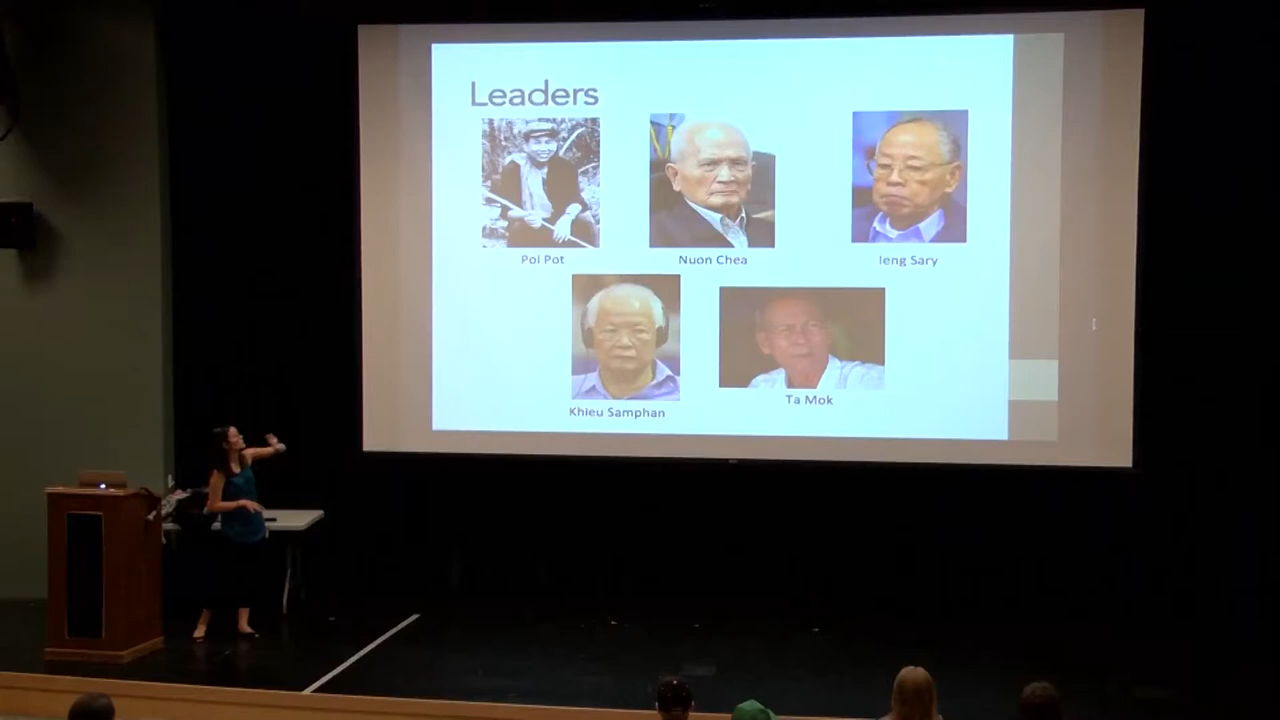 Leaders
Pol Pot
Nuon Chea
Ieng Sary
Khieu Samphan
Ta Mok